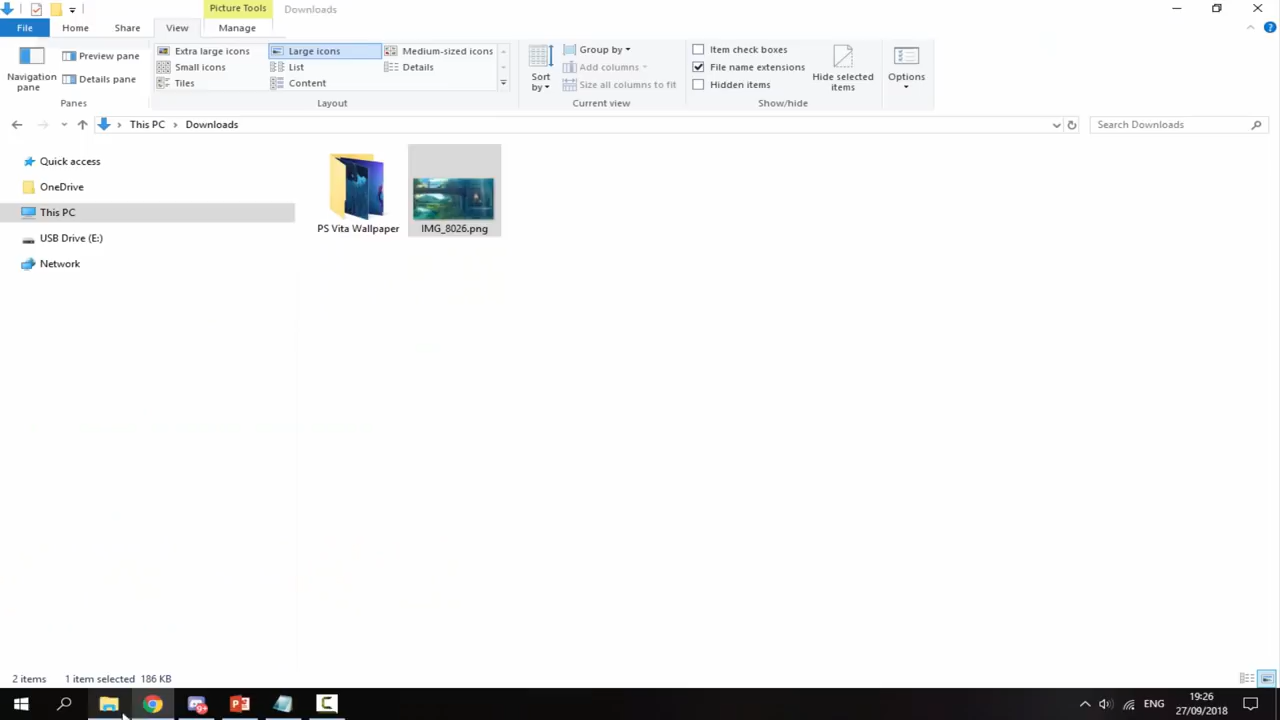 Picture Tools
Downloads
File
Home
Share
View
Manage
Navigation pane
Preview pane
Details pane
Panes
Extra large icons
Large icons
Medium-sized icons
Small icons
List
Details
Tiles
Content
Layout
Sort by
Group by
Add columns
Size all columns to fit
Current view
Item check boxes
File name extensions
Hidden items
Hide selected items
Show/hide
Options
This PC
Downloads
Search Downloads
Quick access
OneDrive
This PC
USB Drive (E:)
Network
PS Vita Wallpaper
IMG_8026.png
2 items
1 item selected 186 KB
ENG
19:26
27/09/2018